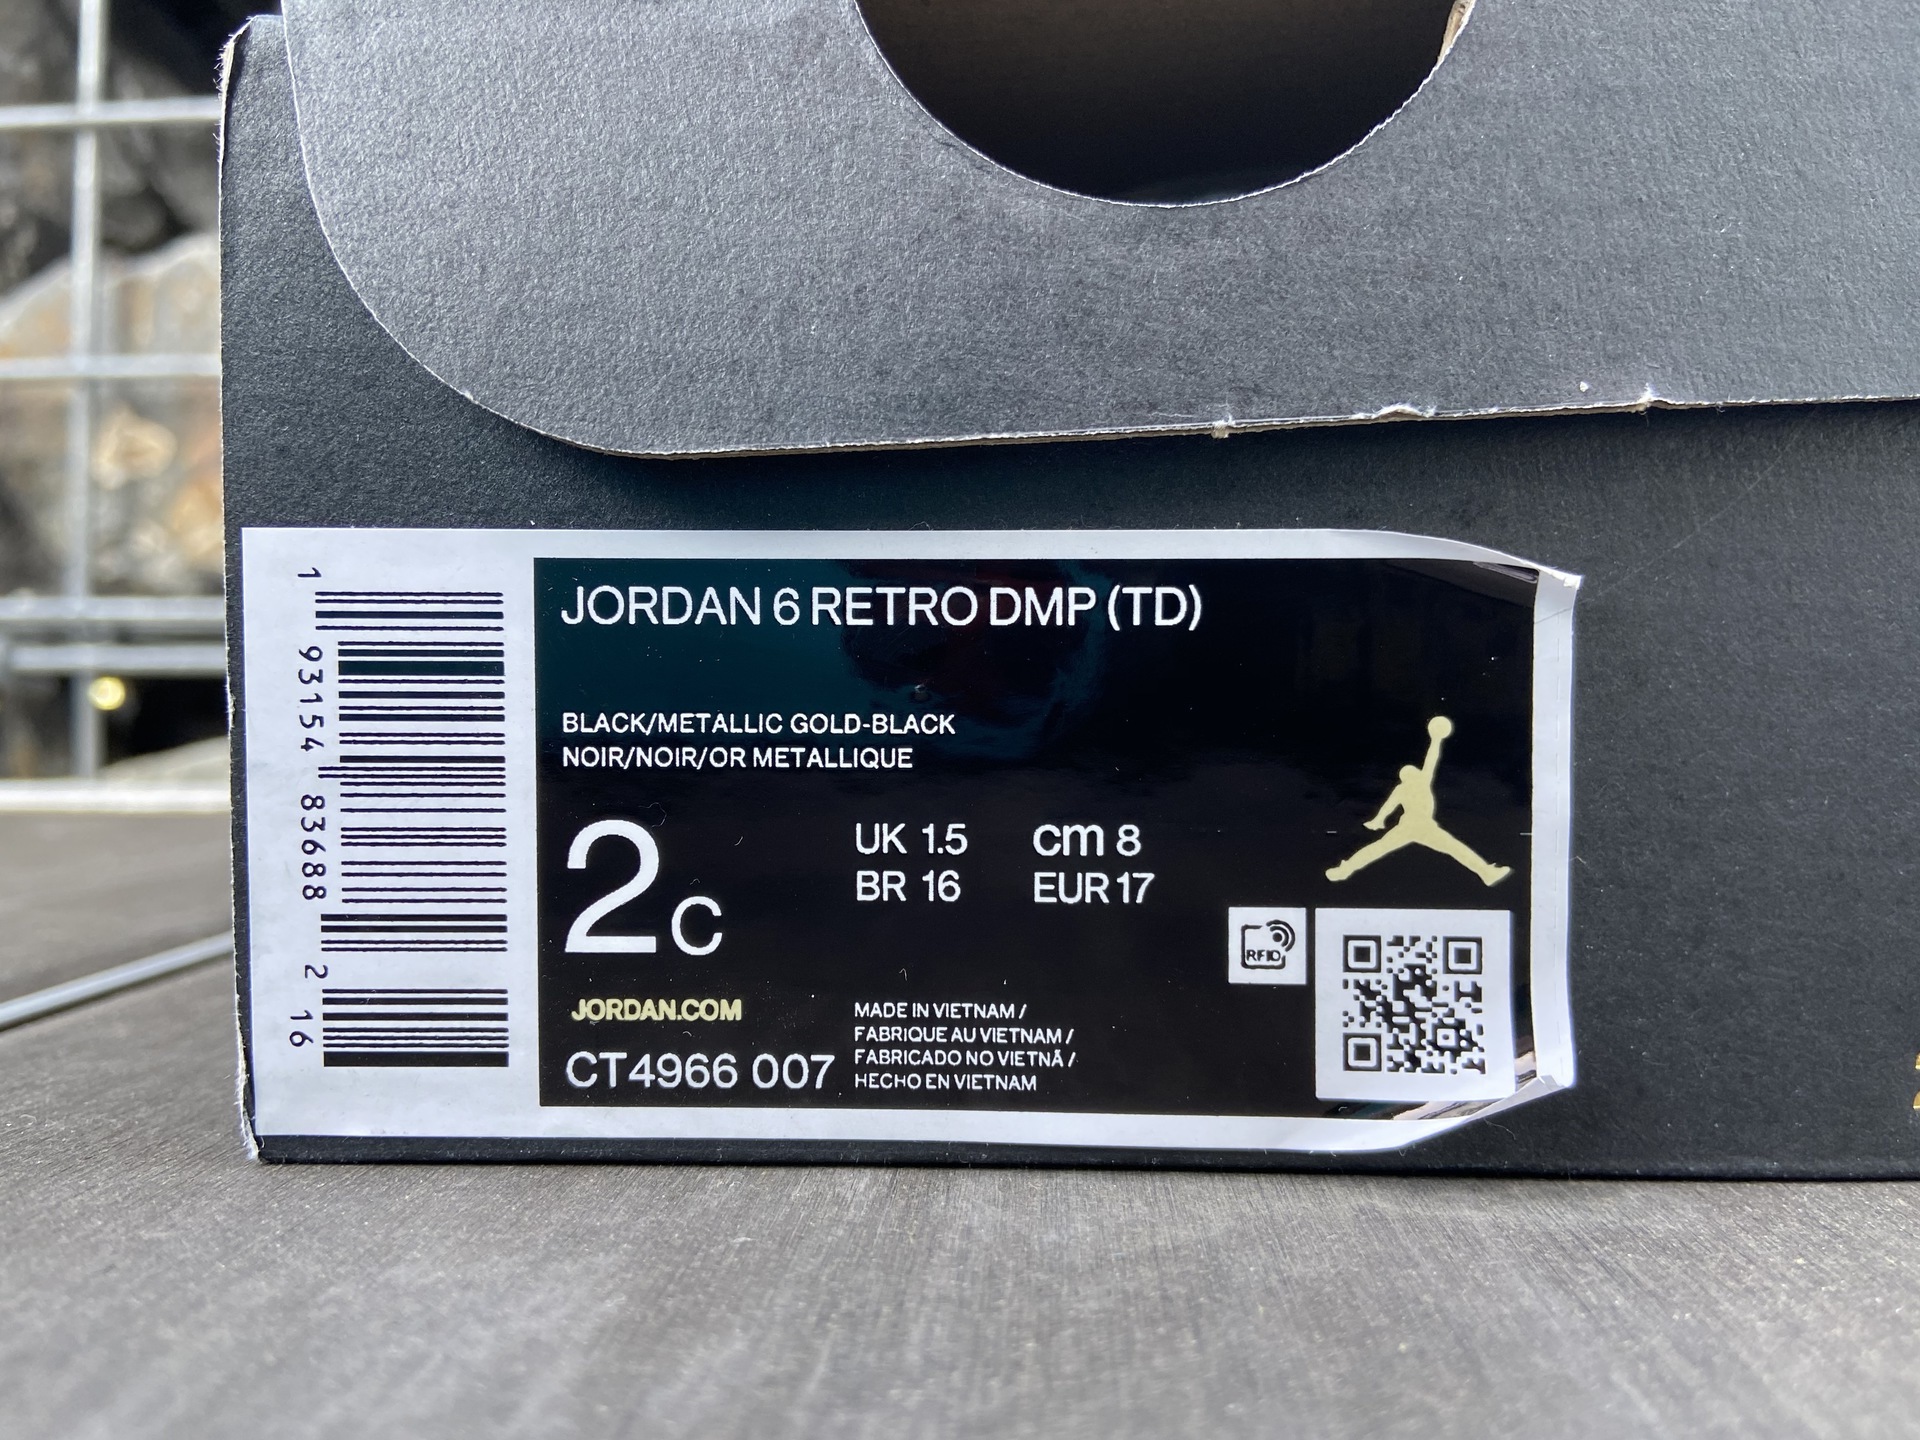 JORDAN 6 RETRO DMP (TD)
BLACK/METALLIC GOLD-BLACK
NOIR/NOIR/OR METALLIQUE
2C
UK 1.5
cm 8
BR 16
EUR 17
RFID
JORDAN.COM
CT4966 007
MADE IN VIETNAM /
FABRIQUE AU VIETNAM /
FABRICADO NO VIETNÃ /
HECHO EN VIETNAM
1 93154 83688 2 16